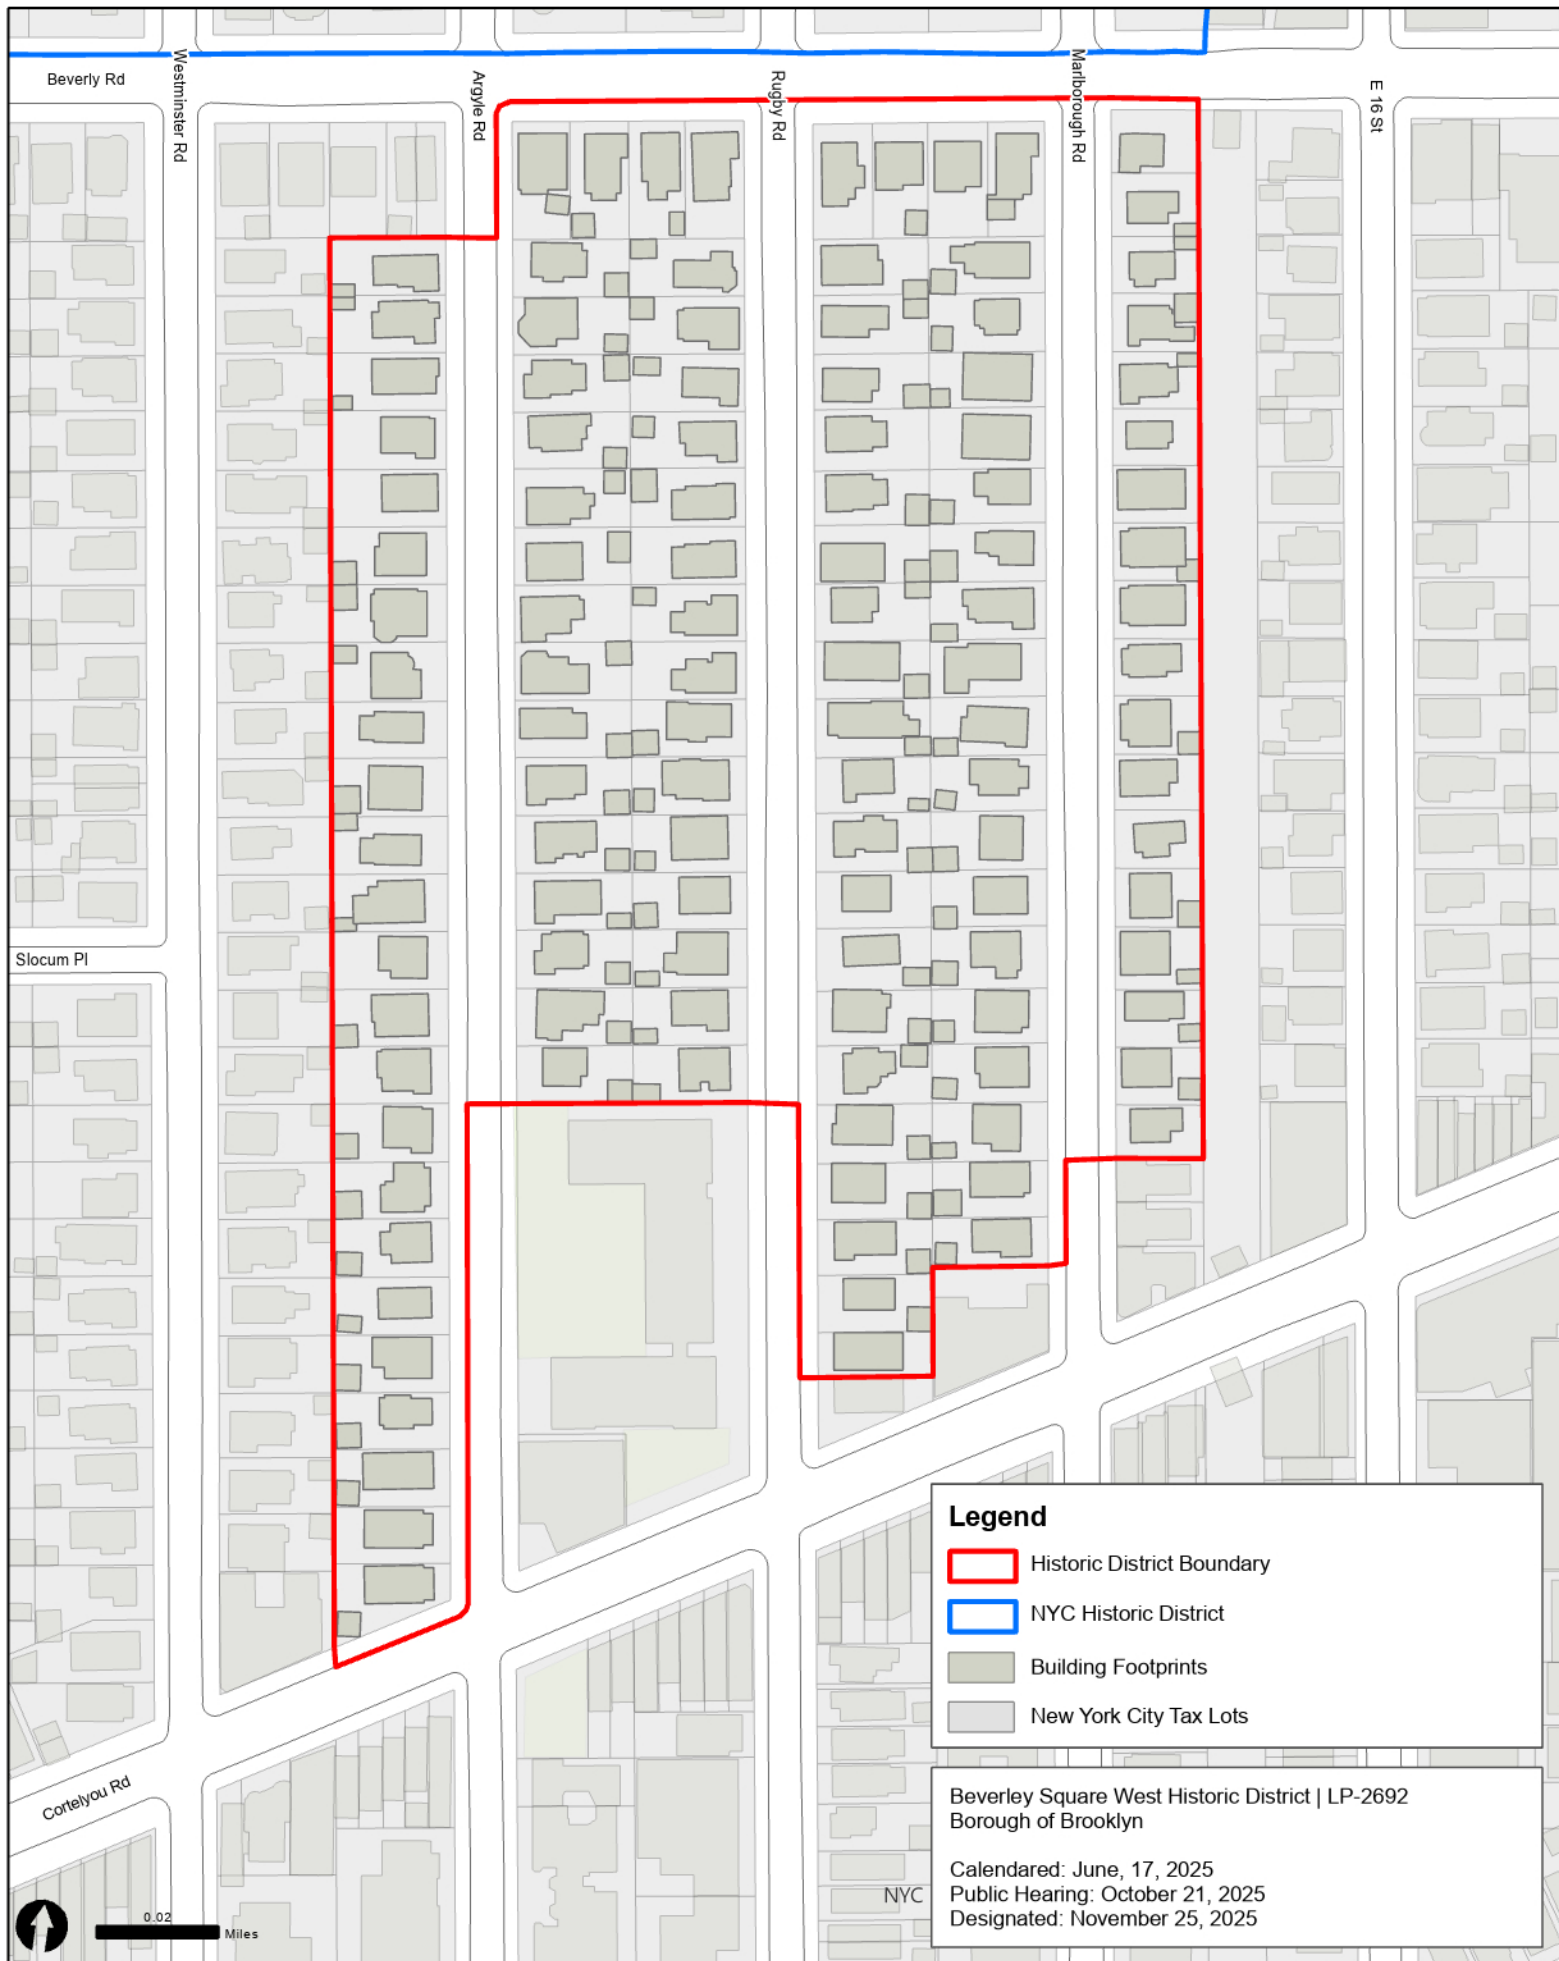 Beverly Rd
Westminster Rd
Argyle Rd
Rugby Rd
Marlborough Rd
E 16 St
Slocum Pl
Cortelyou Rd
Legend
Historic District Boundary
NYC Historic District
Building Footprints
New York City Tax Lots
Beverley Square West Historic District | LP-2692
Borough of Brooklyn
Calendared: June, 17, 2025
Public Hearing: October 21, 2025
Designated: November 25, 2025
NYC
0.02
Miles